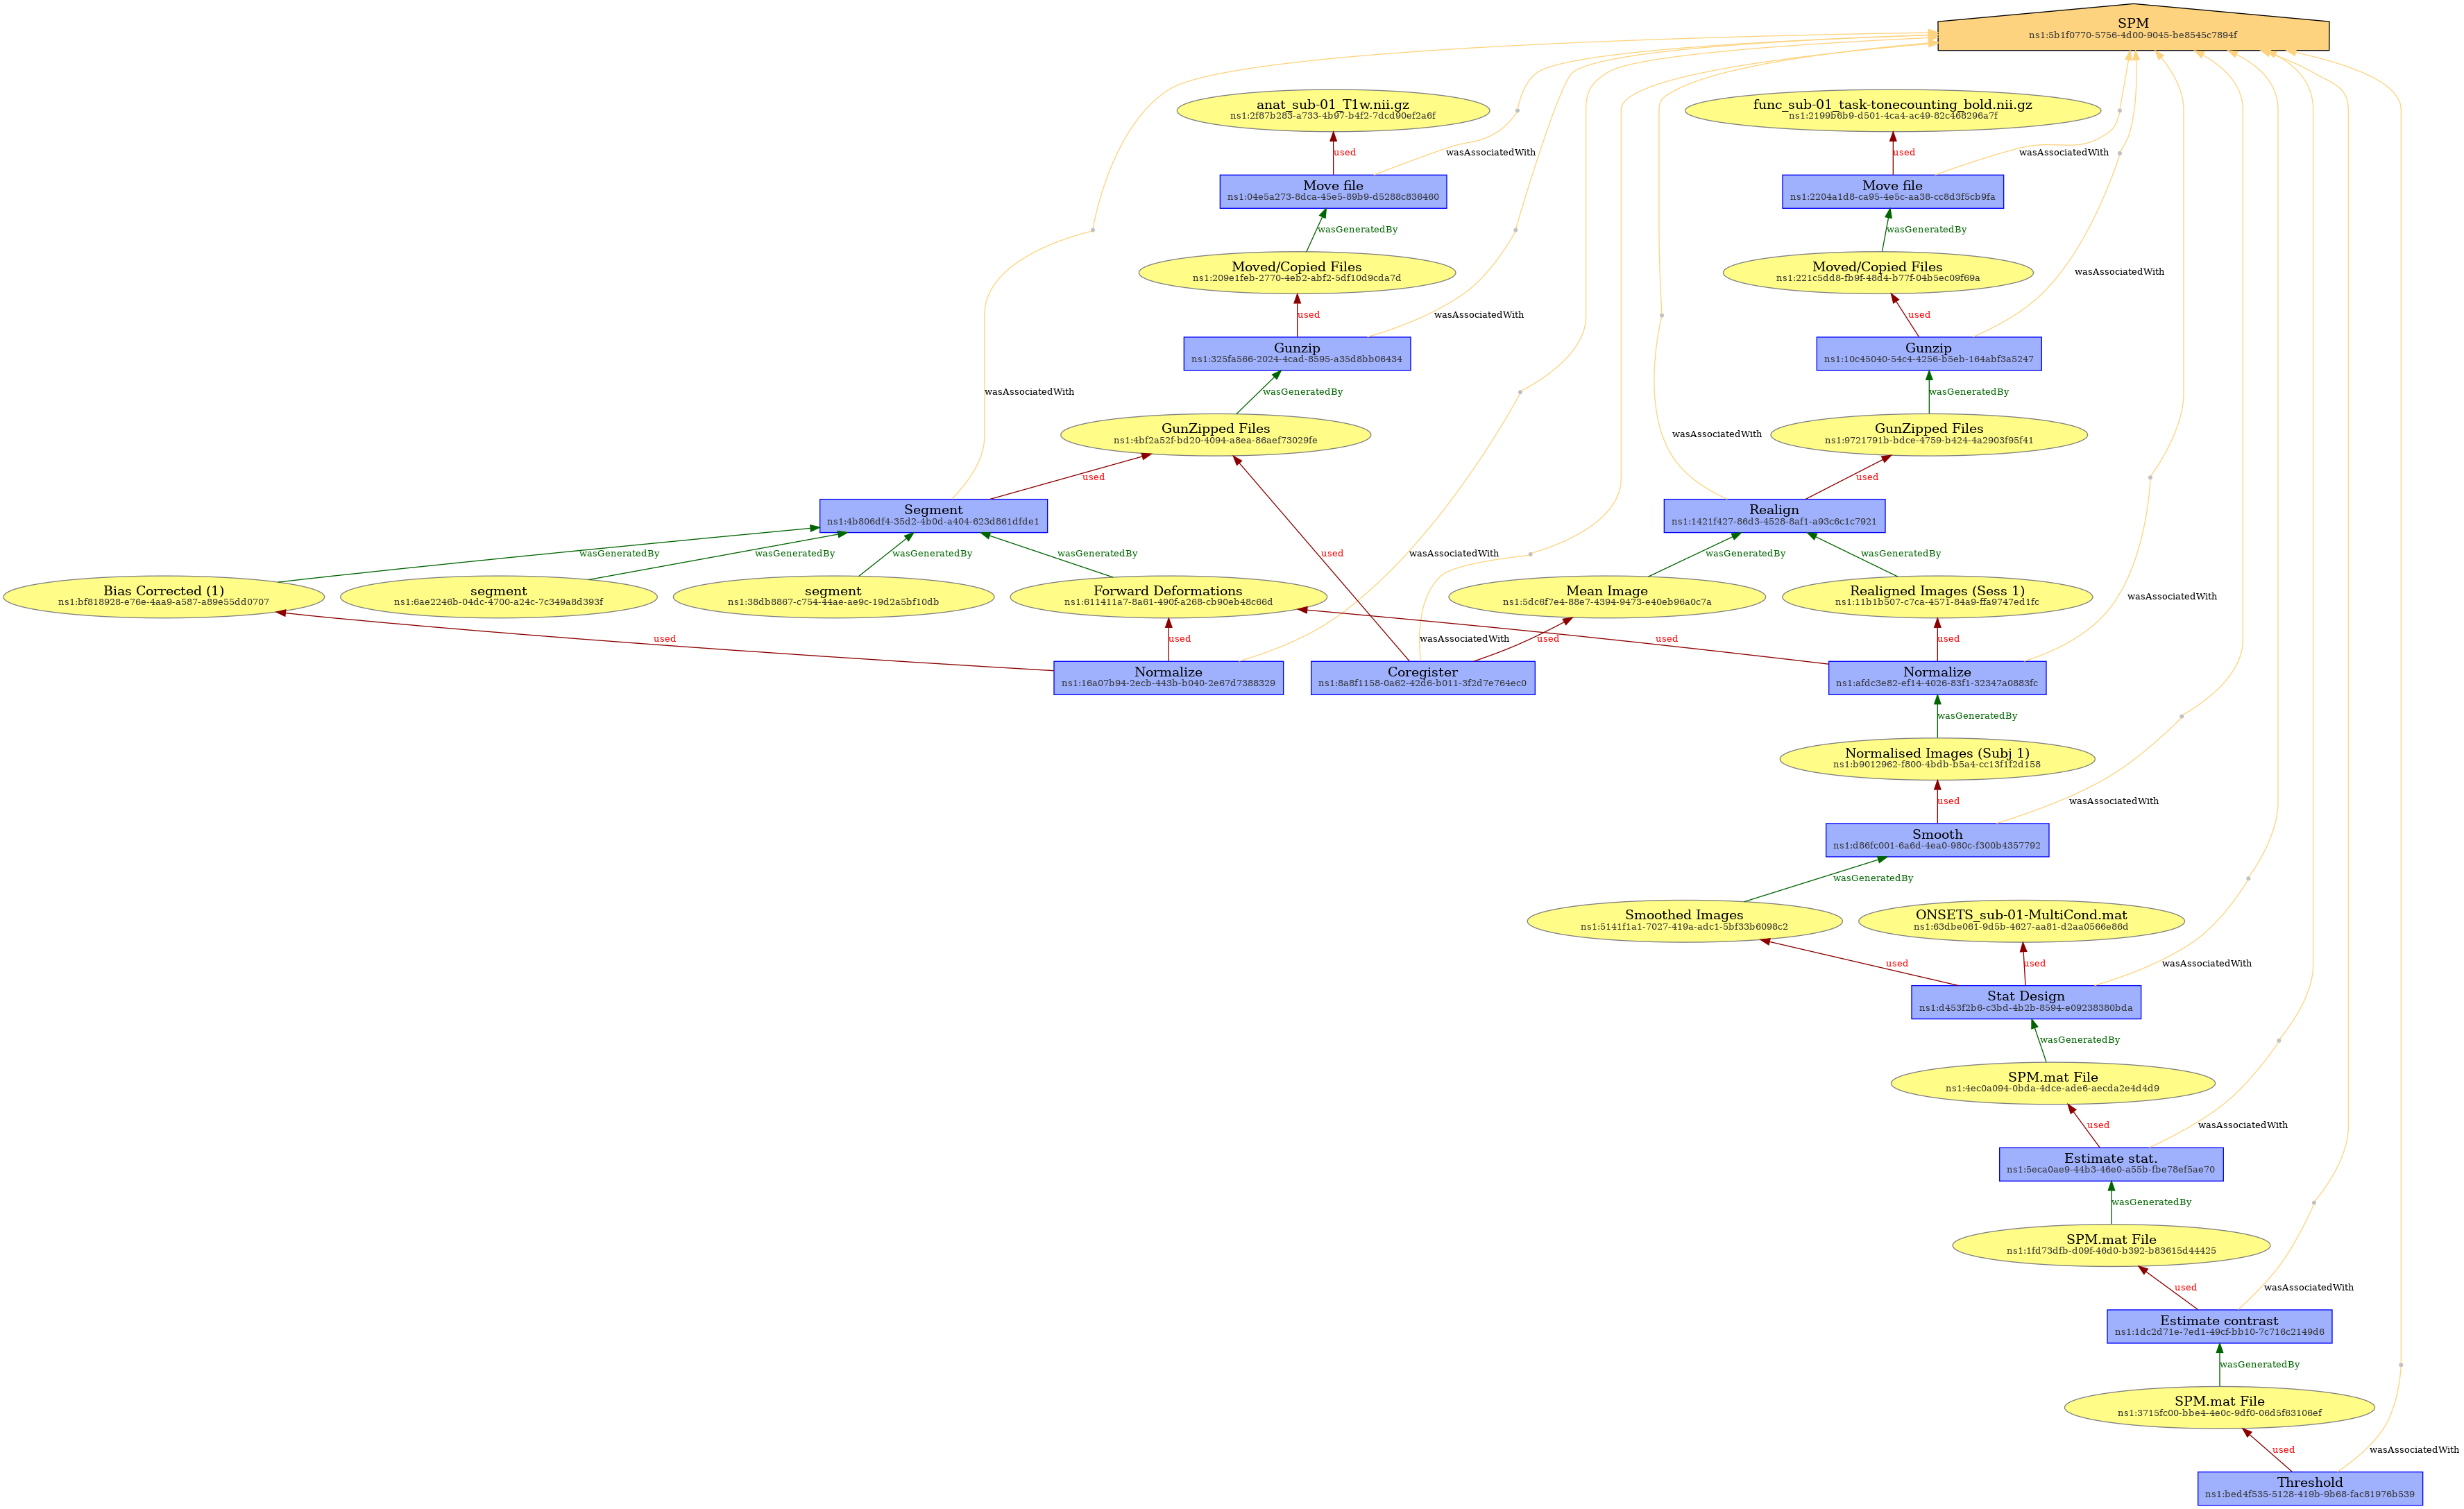 SPM
ns1:5b1f0770-5756-4d00-9045-be8545c7894f
anat_sub-01_T1w.nii.gz
ns1:2f87b283-a733-4b97-b4f2-7dcd90ef2a6f
func_sub-01_task-tonecounting_bold.nii.gz
ns1:2199b6b9-d501-4ca4-ac49-82c468296a7f
used
wasAssociatedWith
used
wasAssociatedWith
Move file
ns1:04e5a273-8dca-45e5-89b9-d5288c836460
Move file
ns1:2204a1d8-ca95-4e5c-aa38-cc8d3f5cb9fa
wasGeneratedBy
wasGeneratedBy
Moved/Copied Files
ns1:209e1feb-2770-4eb2-abf2-5df10d9cda7d
Moved/Copied Files
ns1:221c5dd8-fb9f-48d4-b77f-04b5ec09f69a
wasAssociatedWith
used
wasAssociatedWith
used
Gunzip
ns1:325fa566-2024-4cad-8595-a35d8bb06434
Gunzip
ns1:10c45040-54c4-4256-b5eb-164abf3a5247
wasAssociatedWith
wasGeneratedBy
wasGeneratedBy
GunZipped Files
ns1:4bf2a52f-bd20-4094-a8ea-86aef73029fe
wasAssociatedWith
GunZipped Files
ns1:9721791b-bdce-4759-b424-4a2903f95f41
used
used
Segment
ns1:4b806df4-35d2-4b0d-a404-623d861dfde1
Realign
ns1:1421f427-86d3-4528-8af1-a93c6c1c7921
wasGeneratedBy
wasGeneratedBy
wasGeneratedBy
wasGeneratedBy
used
wasAssociatedWith
wasGeneratedBy
wasGeneratedBy
Bias Corrected (1)
ns1:bf818928-e76e-4aa9-a587-a89e55dd0707
segment
ns1:6ae2246b-04dc-4700-a24c-7c349a8d393f
segment
ns1:38db8867-c754-44ae-ae9c-19d2a5bf10db
Forward Deformations
ns1:611411a7-8a61-490f-a268-cb90eb48c66d
Mean Image
ns1:5dc6f7e4-88e7-4394-9473-e40eb96a0c7a
Realigned Images (Sess 1)
ns1:11b1b507-c7ca-4571-84a9-ffa9747ed1fc
wasAssociatedWith
used
used
wasAssociatedWith
used
used
used
Normalize
ns1:16a07b94-2ecb-443b-b040-2e67d7388329
Coregister
ns1:8a8f1158-0a62-42d6-b011-3f2d7e764ec0
Normalize
ns1:afdc3e82-ef14-4026-83f1-32347a0883fc
wasGeneratedBy
Normalised Images (Subj 1)
ns1:b9012962-f800-4bdb-b5a4-cc13f1f2d158
used
wasAssociatedWith
Smooth
ns1:d86fc001-6a6d-4ea0-980c-f300b4357792
wasGeneratedBy
Smoothed Images
ns1:5141f1a1-7027-419a-adc1-5bf33b6098c2
ONSETS_sub-01-MultiCond.mat
ns1:63dbe061-9d5b-4627-aa81-d2aa0566e86d
used
used
wasAssociatedWith
Stat Design
ns1:d453f2b6-c3bd-4b2b-8594-e09238380bda
wasGeneratedBy
SPM.mat File
ns1:4ec0a094-0bda-4dce-ade6-aecda2e4d4d9
used
wasAssociatedWith
Estimate stat.
ns1:5eca0ae9-44b3-46e0-a55b-fbe78ef5ae70
wasGeneratedBy
SPM.mat File
ns1:1fd73dfb-d09f-46d0-b392-b83615d44425
used
wasAssociatedWith
Estimate contrast
ns1:1dc2d71e-7ed1-49cf-bb10-7c716c2149d6
wasGeneratedBy
SPM.mat File
ns1:3715fc00-bbe4-4e0c-9df0-06d5f63106ef
used
wasAssociatedWith
Threshold
ns1:bed4f535-5128-419b-9b68-fac81976b539